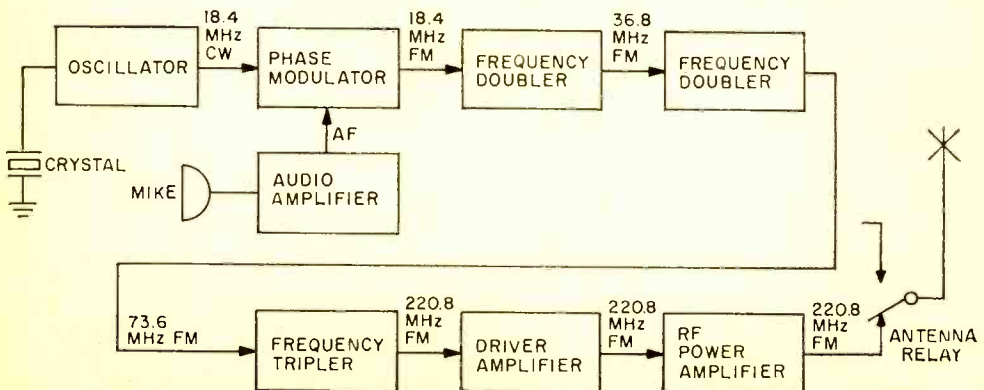 18.4
MHz
CW
18.4
MHz
FM
36.8
MHz
FM
OSCILLATOR
PHASE
MODULATOR
FREQUENCY
DOUBLER
FREQUENCY
DOUBLER
AF
CRYSTAL
MIKE
AUDIO
AMPLIFIER
73.6
MHz FM
FREQUENCY
TRIPLER
220.8
MHz
FM
DRIVER
AMPLIFIER
220.8
MHz
FM
RF
POWER
AMPLIFIER
220.8
MHz
FM
ANTENNA
RELAY